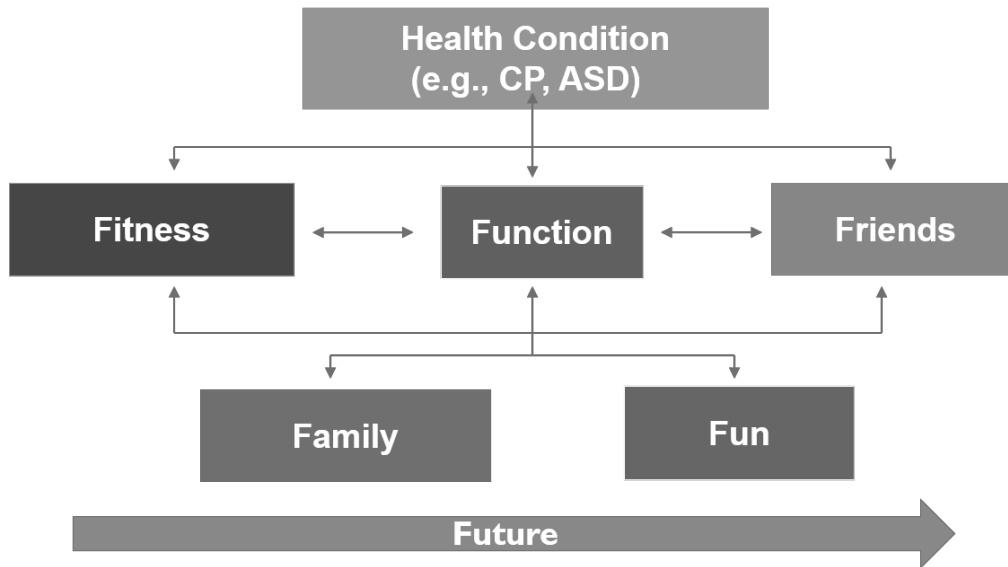 Health Condition
(e.g., CP, ASD)
Fitness
Function
Friends
Family
Fun
Future